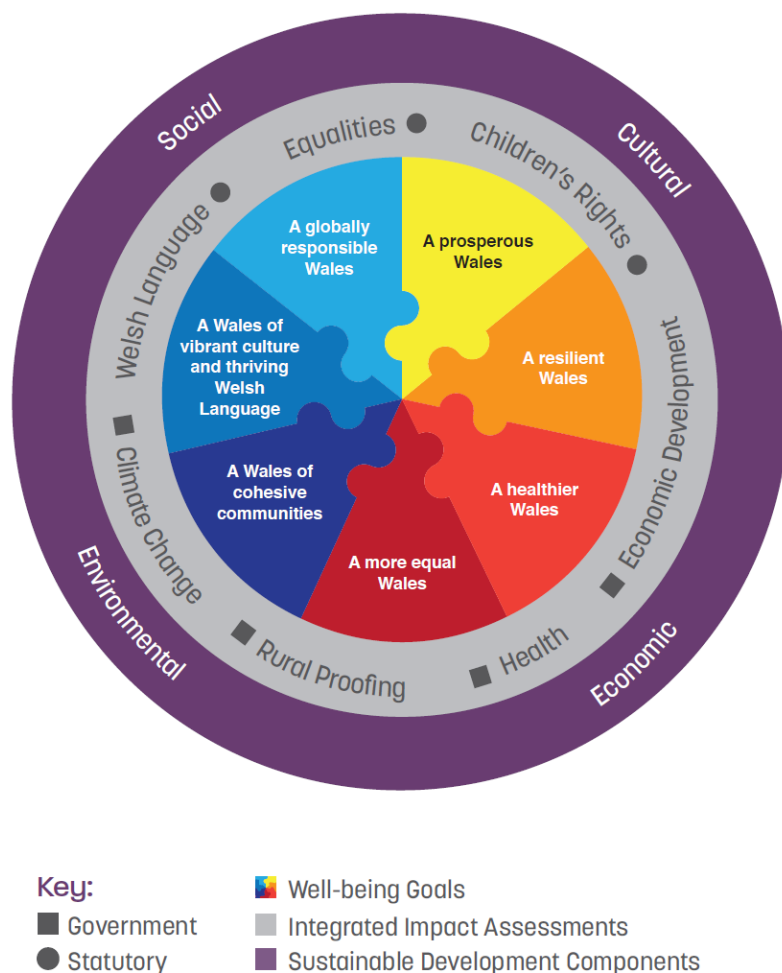 Social
Cultural
Economic
Environmental
Equalities
Children's Rights
Economic Development
Health
Rural Proofing
Climate Change
Welsh Language
A globally
responsible
Wales
A prosperous
Wales
A resilient
Wales
A healthier
Wales
A more equal
Wales
A Wales of
cohesive
communities
A Wales of
vibrant culture
and thriving
Welsh
Language
Key:
Government
Statutory
Well-being Goals
Integrated Impact Assessments
Sustainable Development Components